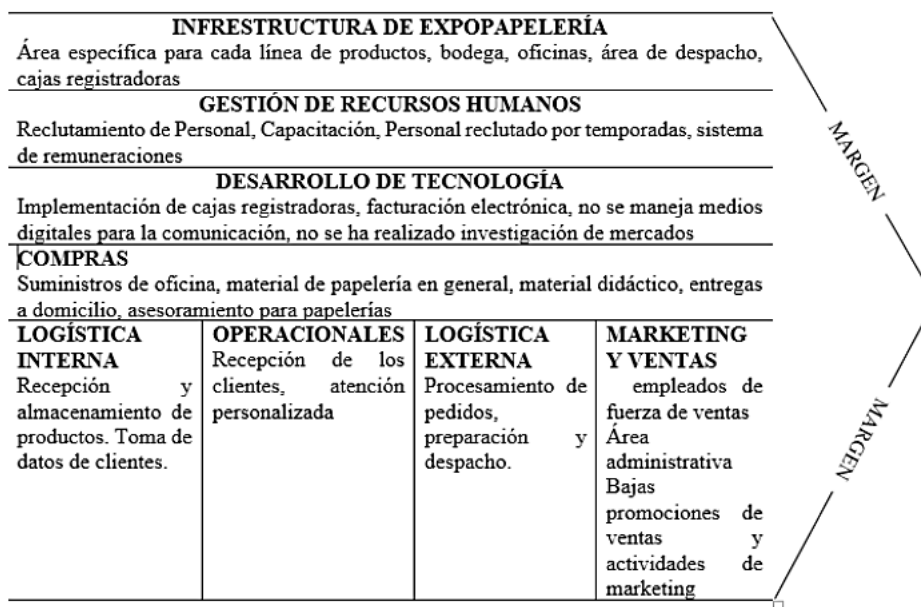 INFRESTRUCTURA DE EXPOPAPELERÍA
Área específica para cada línea de productos, bodega, oficinas, área de despacho,
cajas registradoras
GESTIÓN DE RECURSOS HUMANOS
Reclutamiento de Personal, Capacitación, Personal reclutado por temporadas, sistema
de remuneraciones
DESARROLLO DE TECNOLOGÍA
Implementación de cajas registradoras, facturación electrónica, no se maneja medios
digitales para la comunicación, no se ha realizado investigación de mercados
COMPRAS
Suministros de oficina, material de papelería en general, material didáctico, entregas
a domicilio, asesoramiento para papelerías
LOGÍSTICA
INTERNA
Recepción y
almacenamiento de
productos. Toma de
datos de clientes.
OPERACIONALES
Recepción de los
clientes, atención
personalizada
LOGÍSTICA
EXTERNA
Procesamiento de
pedidos,
preparación y
despacho.
MARKETING
Y VENTAS
empleados de
fuerza de ventas
Área
administrativa
Bajas
promociones de
ventas y
actividades de
marketing
MARGEN
MARGEN